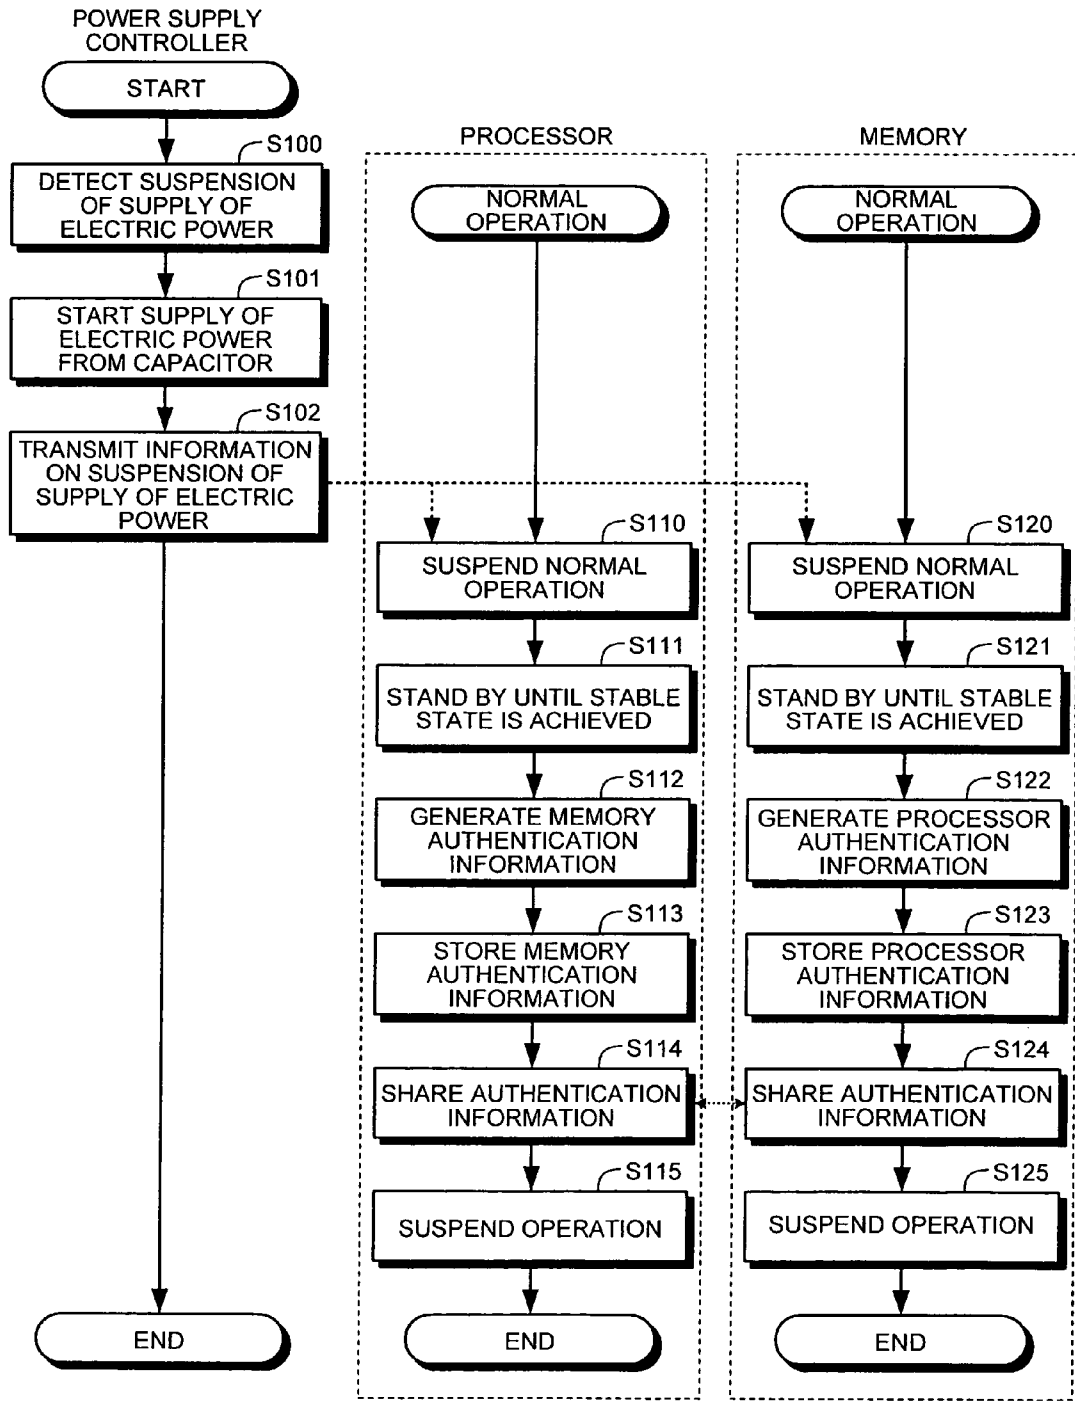 POWER SUPPLY
CONTROLLER
START
S100
DETECT SUSPENSION
OF SUPPLY OF
ELECTRIC POWER
S101
START SUPPLY OF
ELECTRIC POWER
FROM CAPACITOR
S102
TRANSMIT INFORMATION
ON SUSPENSION OF
SUPPLY OF ELECTRIC
POWER
END
PROCESSOR
NORMAL
OPERATION
S110
SUSPEND NORMAL
OPERATION
S111
STAND BY UNTIL STABLE
STATE IS ACHIEVED
S112
GENERATE MEMORY
AUTHENTICATION
INFORMATION
S113
STORE MEMORY
AUTHENTICATION
INFORMATION
S114
SHARE AUTHENTICATION
INFORMATION
S115
SUSPEND OPERATION
END
MEMORY
NORMAL
OPERATION
S120
SUSPEND NORMAL
OPERATION
S121
STAND BY UNTIL STABLE
STATE IS ACHIEVED
S122
GENERATE PROCESSOR
AUTHENTICATION
INFORMATION
S123
STORE PROCESSOR
AUTHENTICATION
INFORMATION
S124
SHARE AUTHENTICATION
INFORMATION
S125
SUSPEND OPERATION
END